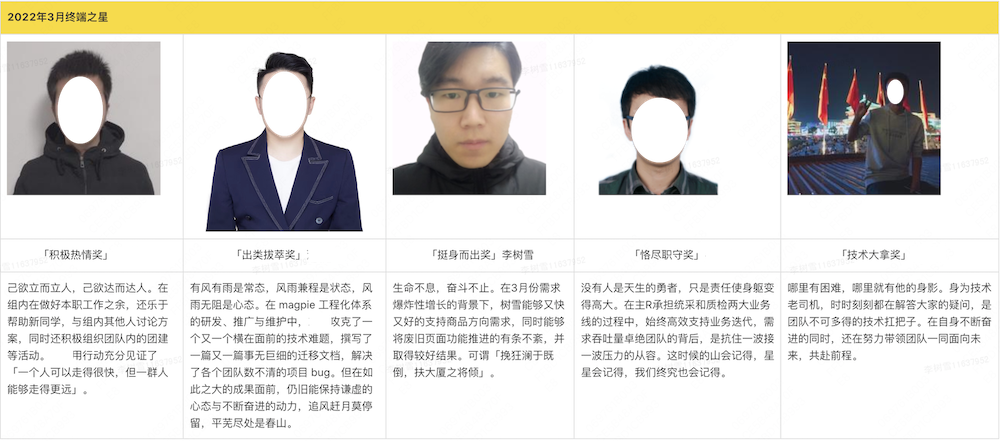 2022年3月终端之星
「积极热情奖」
「出类拔萃奖」
「挺身而出奖」李树雪
「恪尽职守奖」
「技术大拿奖」
己欲立而立人，己欲达而达人。在
组内在做好本职工作之余，还乐于
帮助新同学，与组内其他人讨论方
案，同时还积极组织团队内的团建
等活动。 用行动充分见证了
「一个人可以走得很快，但一群人
能够走得更远」。
有风有雨是常态，风雨兼程是状态，风
雨无阻是心态。在 magpie 工程化体系
的研发、推广与维护中， 攻克了一
个又一个横在面前的技术难题，撰写了
一篇又一篇事无巨细的迁移文档，解决
了各个团队数不清的项目 bug。但在如
此之大的成果面前，仍旧能保持谦虚的
心态与不断奋进的动力，追风赶月莫停
留，平芜尽处是春山。
生命不息，奋斗不止。在3月份需求
爆炸性增长的背景下，树雪能够又快
又好的支持商品方向需求，同时能够
将废旧页面功能推进的有条不紊，并
取得较好结果。可谓「挽狂澜于既
倒，扶大厦之将倾」。
没有人是天生的勇者，只是责任使身躯变
得高大。在主R承担统采和质检两大业务
线的过程中，始终高效支持业务迭代，需
求吞吐量卓绝团队的背后，是抗住一波接
一波压力的从容。这时候的山会记得，星
星会记得，我们终究也会记得。
哪里有困难，哪里就有他的身影。身为技术
老司机，时时刻刻都在解答大家的疑问，是
团队不可多得的技术扛把子。在自身不断奋
进的同时，还在努力带领团队一同面向未
来，共赴前程。